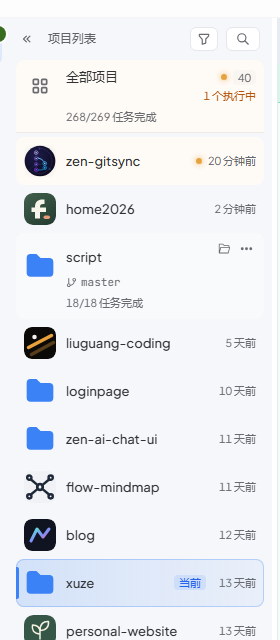 « 项目列表
全部项目 40
1个执行中
268/269 任务完成
zen-gitsync 20分钟前
home2026 2分钟前
script
master
18/18 任务完成
liuguang-coding 5天前
loginpage 10天前
zen-ai-chat-ui 11天前
flow-mindmap 11天前
blog 12天前
xuze 当前 13天前
personal-website 13天前